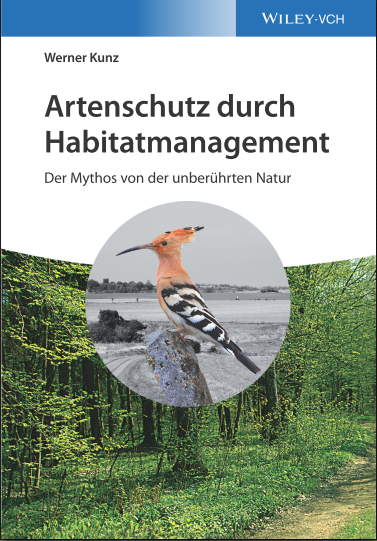 WILEY-VCH
Werner Kunz
Artenschutz durch
Habitatmanagement
Der Mythos von der unberührten Natur